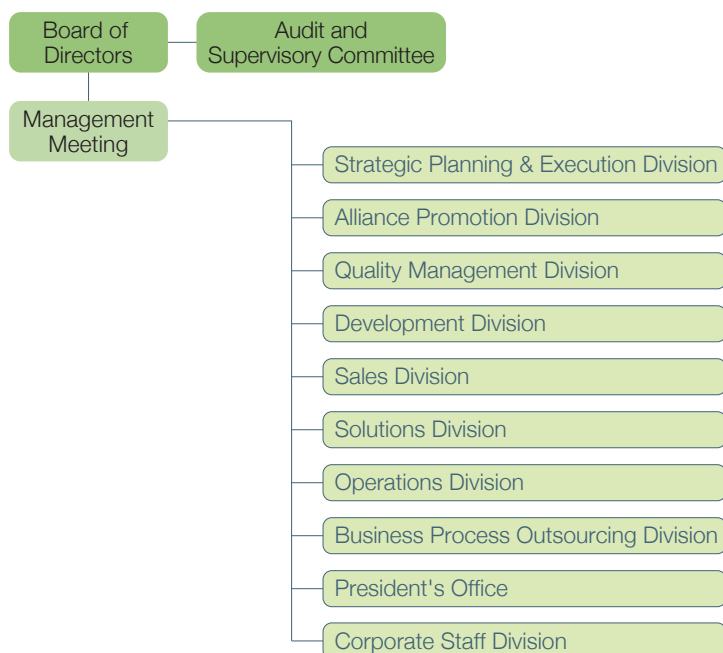 Board of
Directors
Audit and
Supervisory Committee
Management
Meeting
Strategic Planning & Execution Division
Alliance Promotion Division
Quality Management Division
Development Division
Sales Division
Solutions Division
Operations Division
Business Process Outsourcing Division
President's Office
Corporate Staff Division